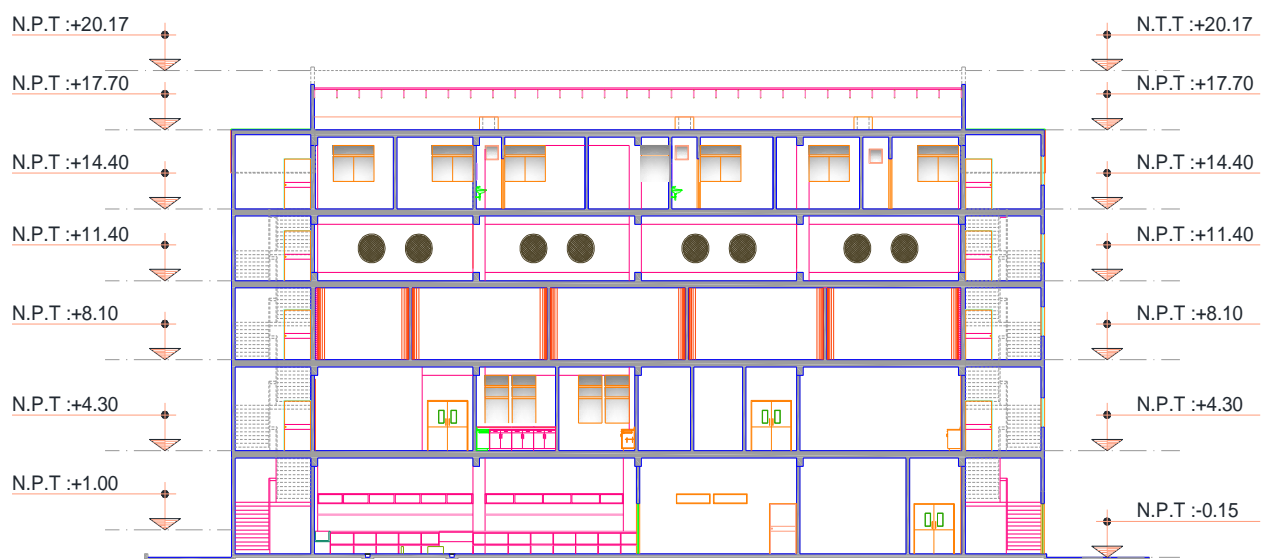 N.P.T :+20.17
N.T.T :+20.17
N.P.T :+17.70
N.P.T :+17.70
N.P.T :+14.40
N.P.T :+14.40
N.P.T :+11.40
N.P.T :+11.40
N.P.T :+8.10
N.P.T :+8.10
N.P.T :+4.30
N.P.T :+4.30
N.P.T :+1.00
N.P.T :-0.15